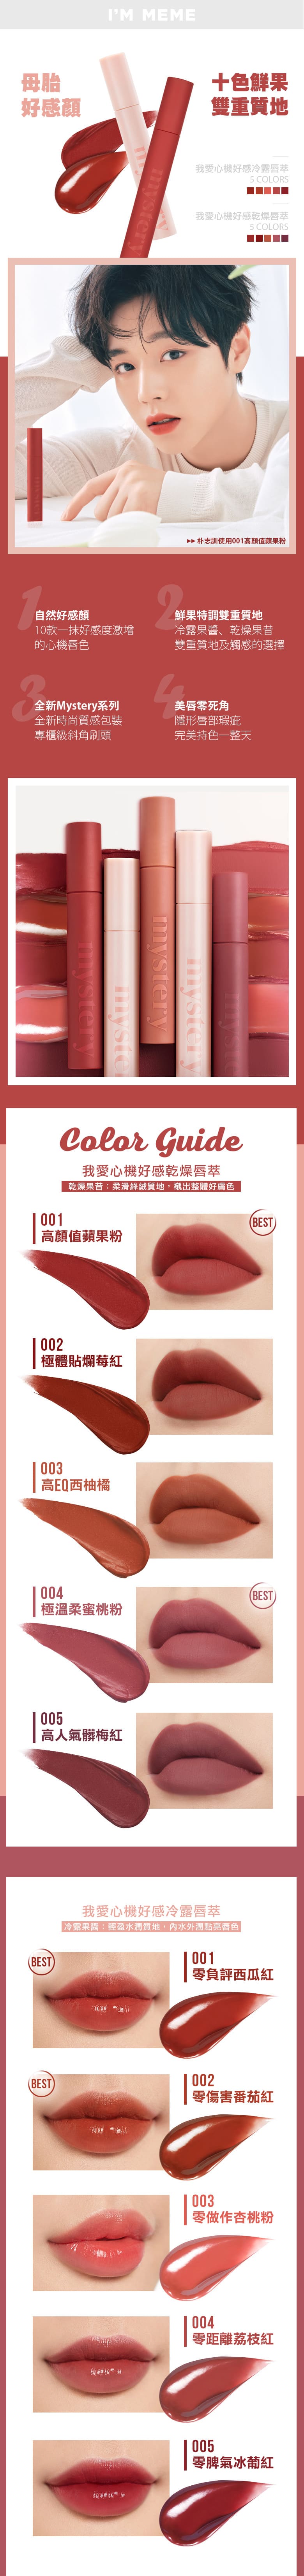 I'M MEME
毋胎
好感顏
十色鮮果
雙重質地
我愛心機好感冷露唇萃
5 COLORS
我愛心機好感乾燥唇萃
5 COLORS
mystery
▸▸ 朴志訓使用001高顏值蘋果粉
1
自然好感顏
10款一抹好感度激增
的心機唇色
2
鮮果特調雙重質地
冷露果醬、乾燥果昔
雙重質地及觸感的選擇
3
全新Mystery系列
全新時尚質感包裝
專櫃級斜角刷頭
4
美唇零死角
隱形唇部瑕疵
完美持色一整天
mystery
mystery
mystery
mystery
mystery
Color Guide
我愛心機好感乾燥唇萃
乾燥果昔：柔滑絲絨質地，襯出整體好膚色
001
高顏值蘋果粉
BEST
002
極體貼爛莓紅
003
高EQ西柚橘
004
極溫柔蜜桃粉
BEST
005
高人氣髒梅紅
我愛心機好感冷露唇萃
冷露果醬：輕盈水潤質地，內水外潤點亮唇色
BEST
001
零負評西瓜紅
BEST
002
零傷害番茄紅
003
零做作杏桃粉
004
零距離荔枝紅
005
零脾氣冰葡紅